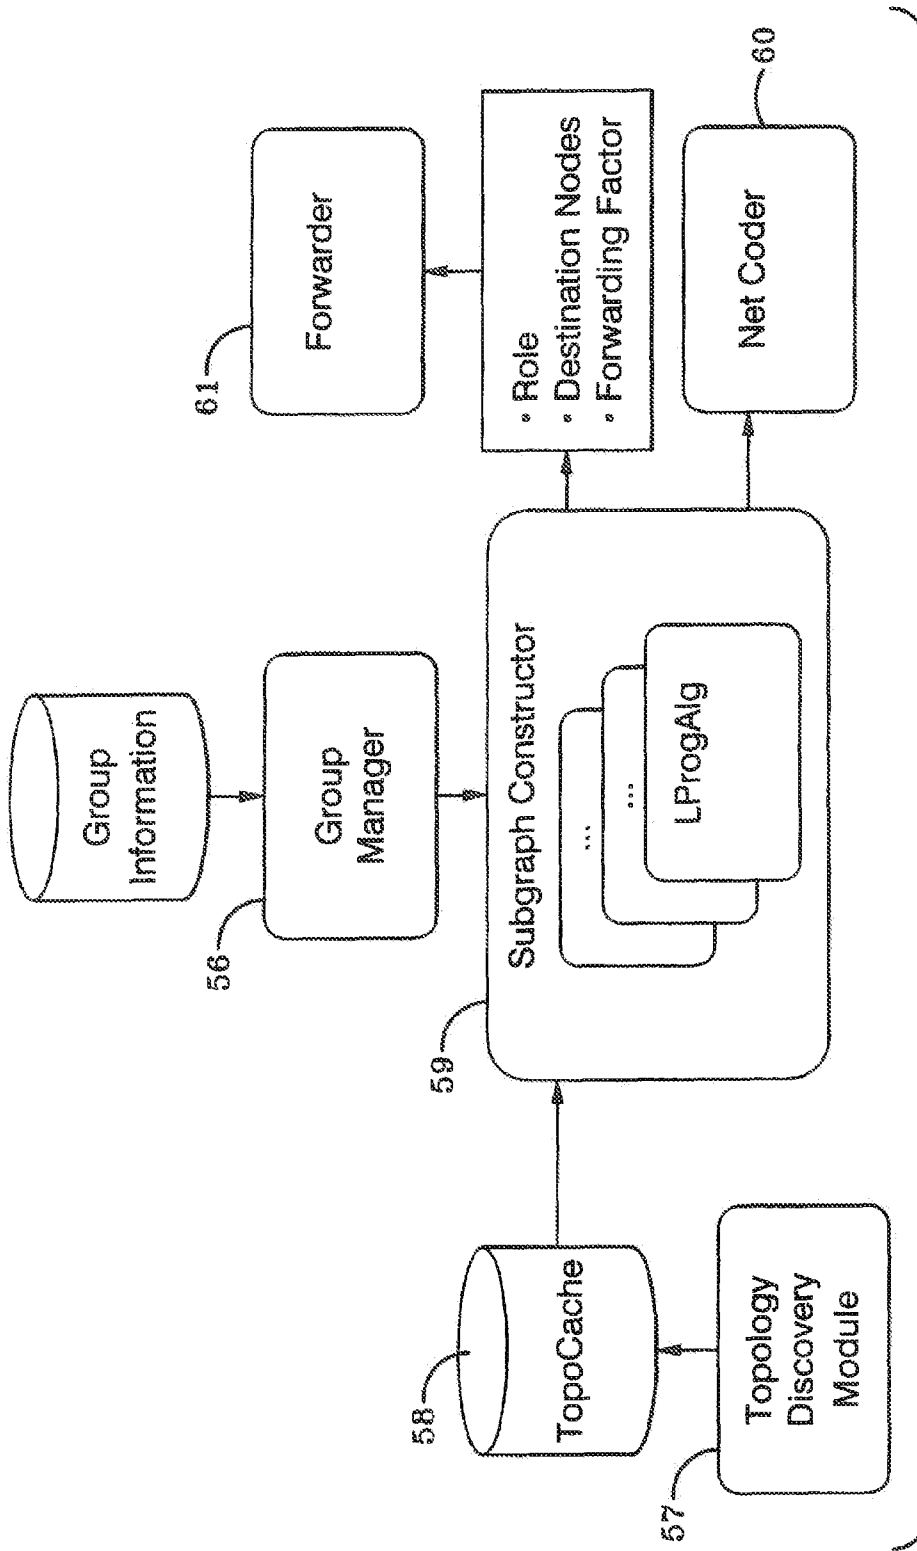 Group
Information
56
Group
Manager
61
Forwarder
58
TopoCache
57
Topology
Discovery
Module
59
Subgraph Constructor
...
...
LProgAlg
• Role
• Destination Nodes
• Forwarding Factor
60
Net Coder